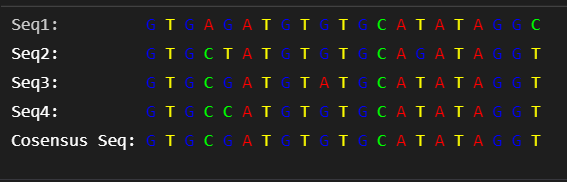 Seq1: G T G A G A T G T G T G C A T A T A G G C
Seq2: G T G C T A T G T G T G C A G A T A G G T
Seq3: G T G C G A T G T A T G C A T A T A G G T
Seq4: G T G C C A T G T G T G C A T A T A G G T
Cosensus Seq: G T G C G A T G T G T G C A T A T A G G T